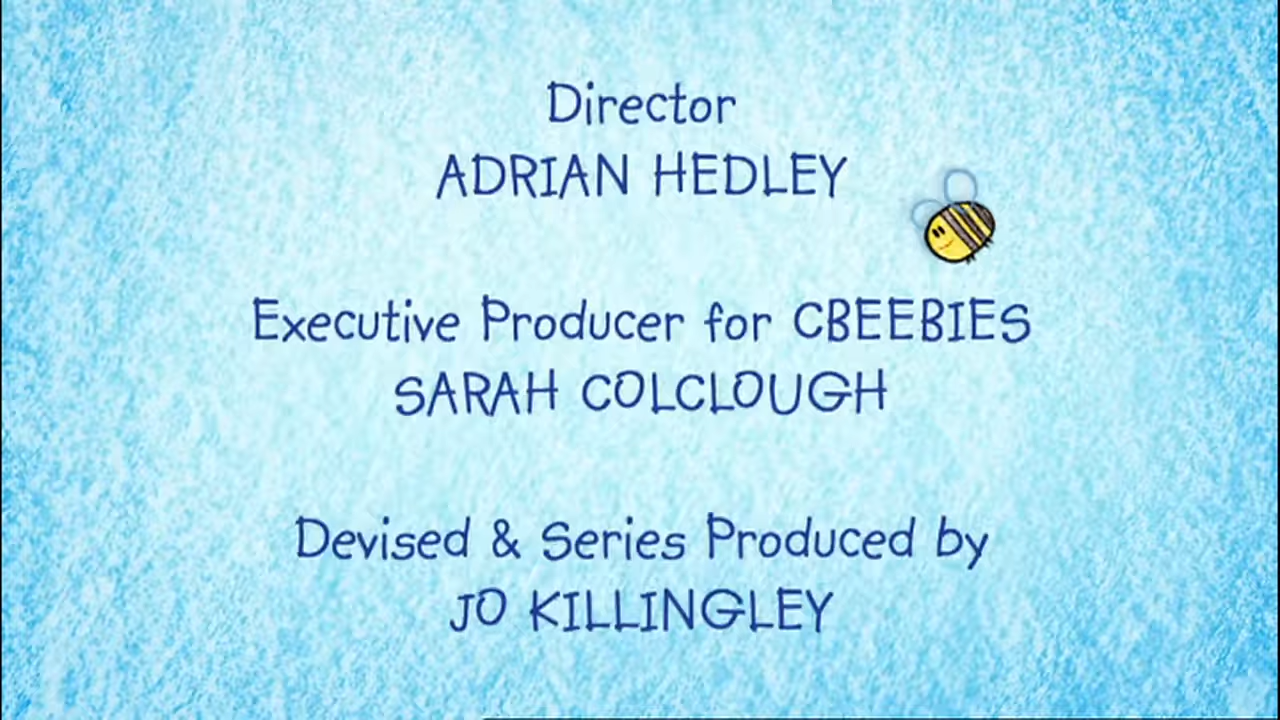 Director
ADRIAN HEDLEY
Executive Producer for CBEEBIES
SARAH COLCLOUGH
Devised & Series Produced by
JO KILLINGLEY